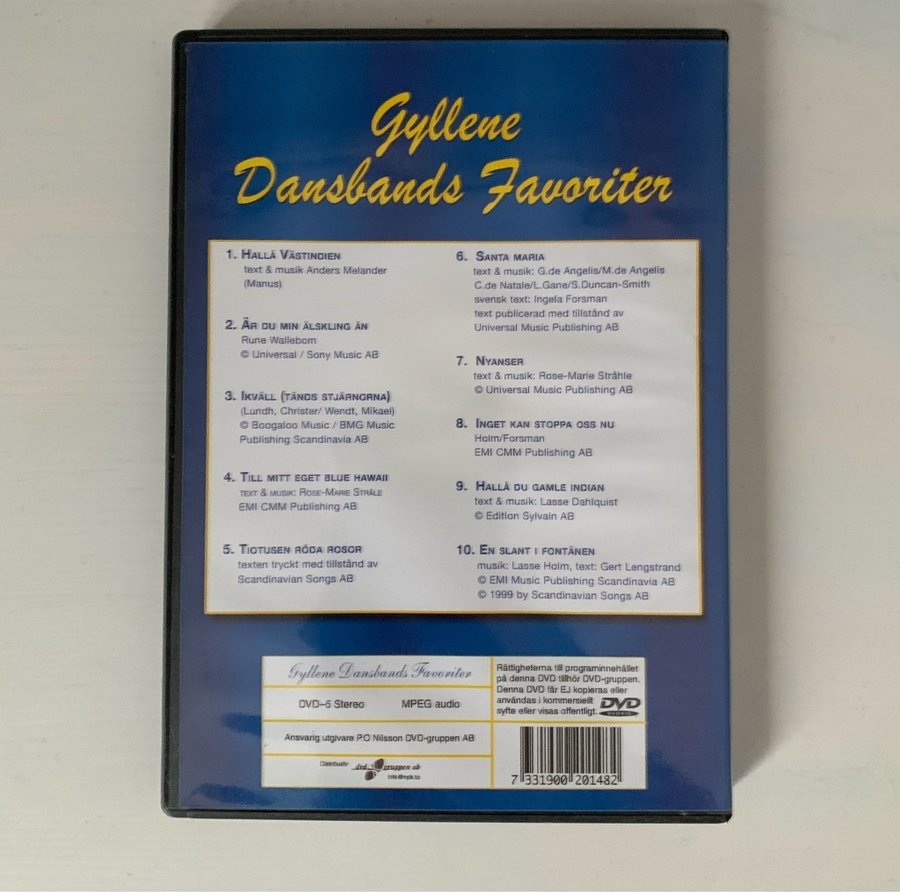 Gyllene
Dansbands Favoriter
1. HALLÅ VÄSTINDIEN
text & musik Anders Melander
(Manus)
2. ÄR DU MIN ÄLSKLING ÄN
Rune Wallebom
© Universal / Sony Music AB
3. IKVÄLL (TÄNDS STJÄRNORNA)
(Lundh, Christer/ Wendt, Mikael)
© Boogaloo Music / BMG Music
Publishing Scandinavia AB
4. TILL MITT EGET BLUE HAWAII
TEXT & MUSIK: ROSE-MARIE STRÅLE
EMI CMM Publishing AB
5. TIOTUSEN RÖDA ROSOR
texten tryckt med tillstånd av
Scandinavian Songs AB
6. SANTA MARIA
text & musik: G.de Angelis/M.de Angelis
C.de Natale/L.Gane/S.Duncan-Smith
svensk text: Ingela Forsman
text publicerad med tillstånd av
Universal Music Publishing AB
7. NYANSER
text & musik: Rose-Marie Stråhle
© Universal Music Publishing AB
8. INGET KAN STOPPA OSS NU
Holm/Forsman
EMI CMM Publishing AB
9. HALLÅ DU GAMLE INDIAN
text & musik: Lasse Dahlquist
© Edition Sylvain AB
10. EN SLANT I FONTÄNEN
musik: Lasse Holm, text: Gert Lengstrand
© EMI Music Publishing Scandinavia AB
© 1999 by Scandinavian Songs AB
Gyllene Dansbands Favoriter
DVD–5 Stereo MPEG audio
Ansvarig utgivare P.O Nilsson DVD-gruppen AB
Distributör: dvd gruppen ab
info@mpk.to
Rättigheterna till programinnehållet
på denna DVD tillhör DVD-gruppen.
Denna DVD får EJ kopieras eller
användas i kommersiellt
syfte eller visas offentligt.
DVD
VIDEO
7 331900 201482